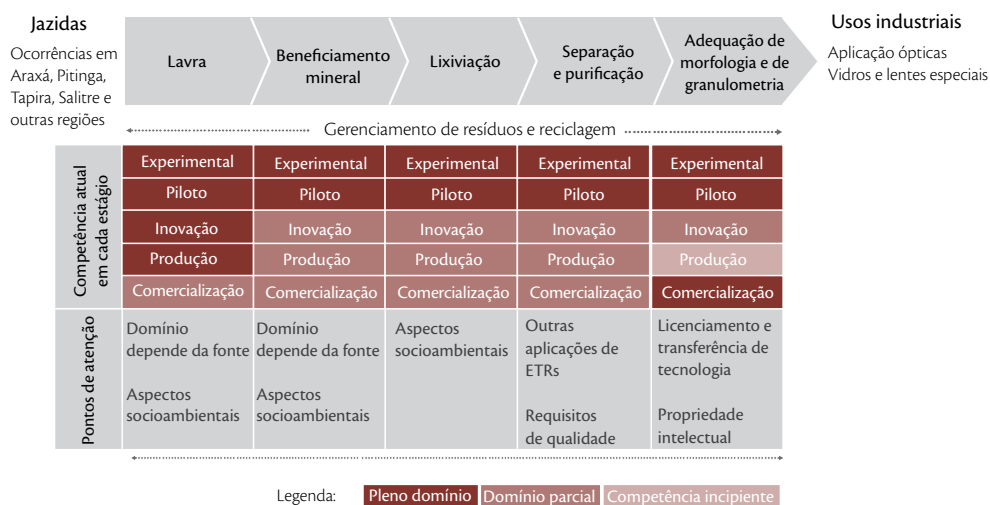 Jazidas
Ocorrências em
Araxá, Pitinga,
Tapira, Salitre e
outras regiões
Lavra
Beneficiamento
mineral
Lixiviação
Separação
e purificação
Adequação de
morfologia e de
granulometria
Usos industriais
Aplicação ópticas
Vidros e lentes especiais
Gerenciamento de resíduos e reciclagem
Competência atual
em cada estágio
Experimental
Experimental
Experimental
Experimental
Experimental
Piloto
Piloto
Piloto
Piloto
Piloto
Inovação
Inovação
Inovação
Inovação
Inovação
Produção
Produção
Produção
Produção
Produção
Comercialização
Comercialização
Comercialização
Comercialização
Comercialização
Pontos de atenção
Domínio
depende da fonte
Aspectos
socioambientais
Domínio
depende da fonte
Aspectos
socioambientais
Aspectos
socioambientais
Outras
aplicações de
ETRs
Requisitos
de qualidade
Licenciamento e
transferência de
tecnologia
Propriedade
intelectual
Legenda:
Pleno domínio
Domínio parcial
Competência incipiente